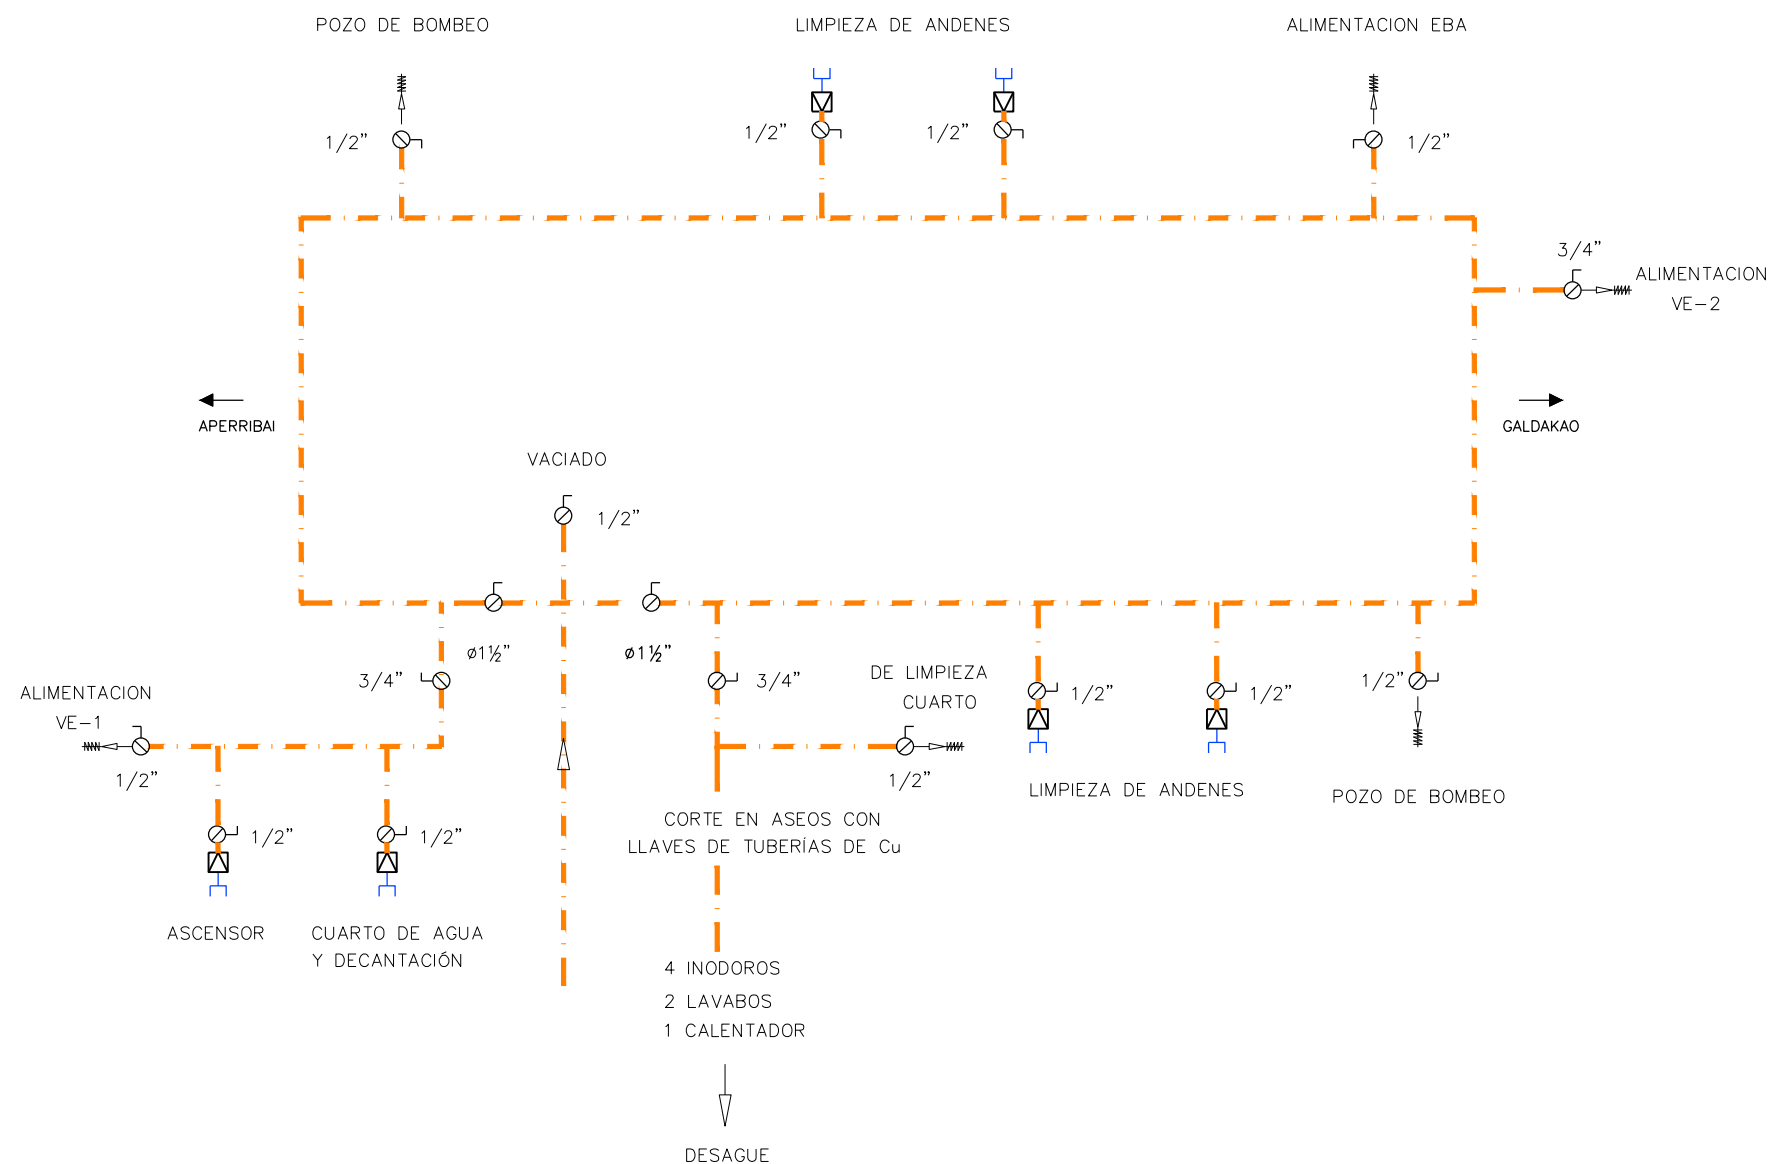 POZO DE BOMBEO
LIMPIEZA DE ANDENES
ALIMENTACION EBA
1/2"
1/2"
1/2"
1/2"
3/4"
ALIMENTACION
VE-2
APERRIBAI
GALDAKAO
VACIADO
1/2"
ø1½"
ø1½"
3/4"
3/4"
DE LIMPIEZA
CUARTO
1/2"
1/2"
1/2"
ALIMENTACION
VE-1
1/2"
1/2"
LIMPIEZA DE ANDENES
POZO DE BOMBEO
CORTE EN ASEOS CON
LLAVES DE TUBERÍAS DE Cu
1/2"
1/2"
ASCENSOR
CUARTO DE AGUA
Y DECANTACIÓN
4 INODOROS
2 LAVABOS
1 CALENTADOR
DESAGUE